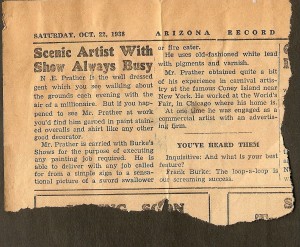 SATURDAY, OCT. 22, 1938 ARIZONA RECORD
Scenic Artist With
Show Always Busy
N. E. Prather is the well dressed
gent which you see walking about
the grounds each evening with the
air of a millionaire. But if you hap-
pened to see Mr. Prather at work
you'd find him garbed in paint stain-
ed overalls and shirt like any other
good decorator.
Mr. Prather is carried with Burke's
Shows for the purpose of executing
any painting job required. He is
able to deliver with any job called
for from a simple sign to a sensa-
tional picture of a sword swallower
or fire eater.
He uses old-fashioned white lead
with pigments and varnish.
Mr. Prather obtained quite a bit
of his experience in carnival artist-
ry at the famous Coney Island near
New York. He worked at the World's
Fair, in Chicago where his home is.
At one time he was engaged as a
commercial artist with an advertis-
ing firm.
YOU'VE HEARD THEM
Inquisitive: And what is your best
feature?
Frank Burke: The loop-a-loop is
our screaming success.